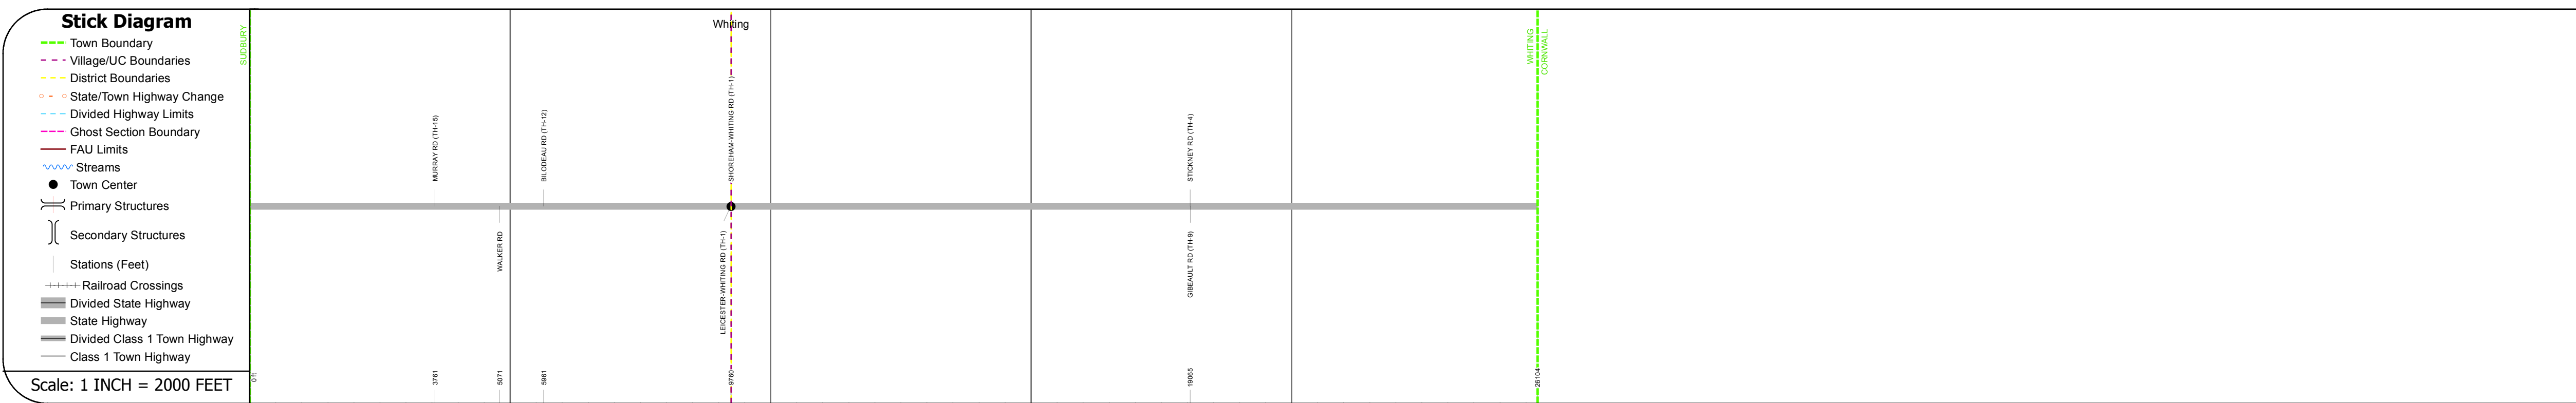 Stick Diagram
Town Boundary
Village/UC Boundaries
District Boundaries
State/Town Highway Change
Divided Highway Limits
Ghost Section Boundary
FAU Limits
Streams
Town Center
Primary Structures
Secondary Structures
Stations (Feet)
Railroad Crossings
Divided State Highway
State Highway
Divided Class 1 Town Highway
Class 1 Town Highway
Scale: 1 INCH = 2000 FEET
SUDBURY
0 ft
MURRAY RD (TH-15)
3761
WALKER RD
5071
BILODEAU RD (TH-12)
5961
Whiting
SHOREHAM-WHITING RD (TH-1)
LEICESTER-WHITING RD (TH-1)
9760
STICKNEY RD (TH-4)
GIBEAULT RD (TH-9)
19065
WHITING
CORNWALL
26104